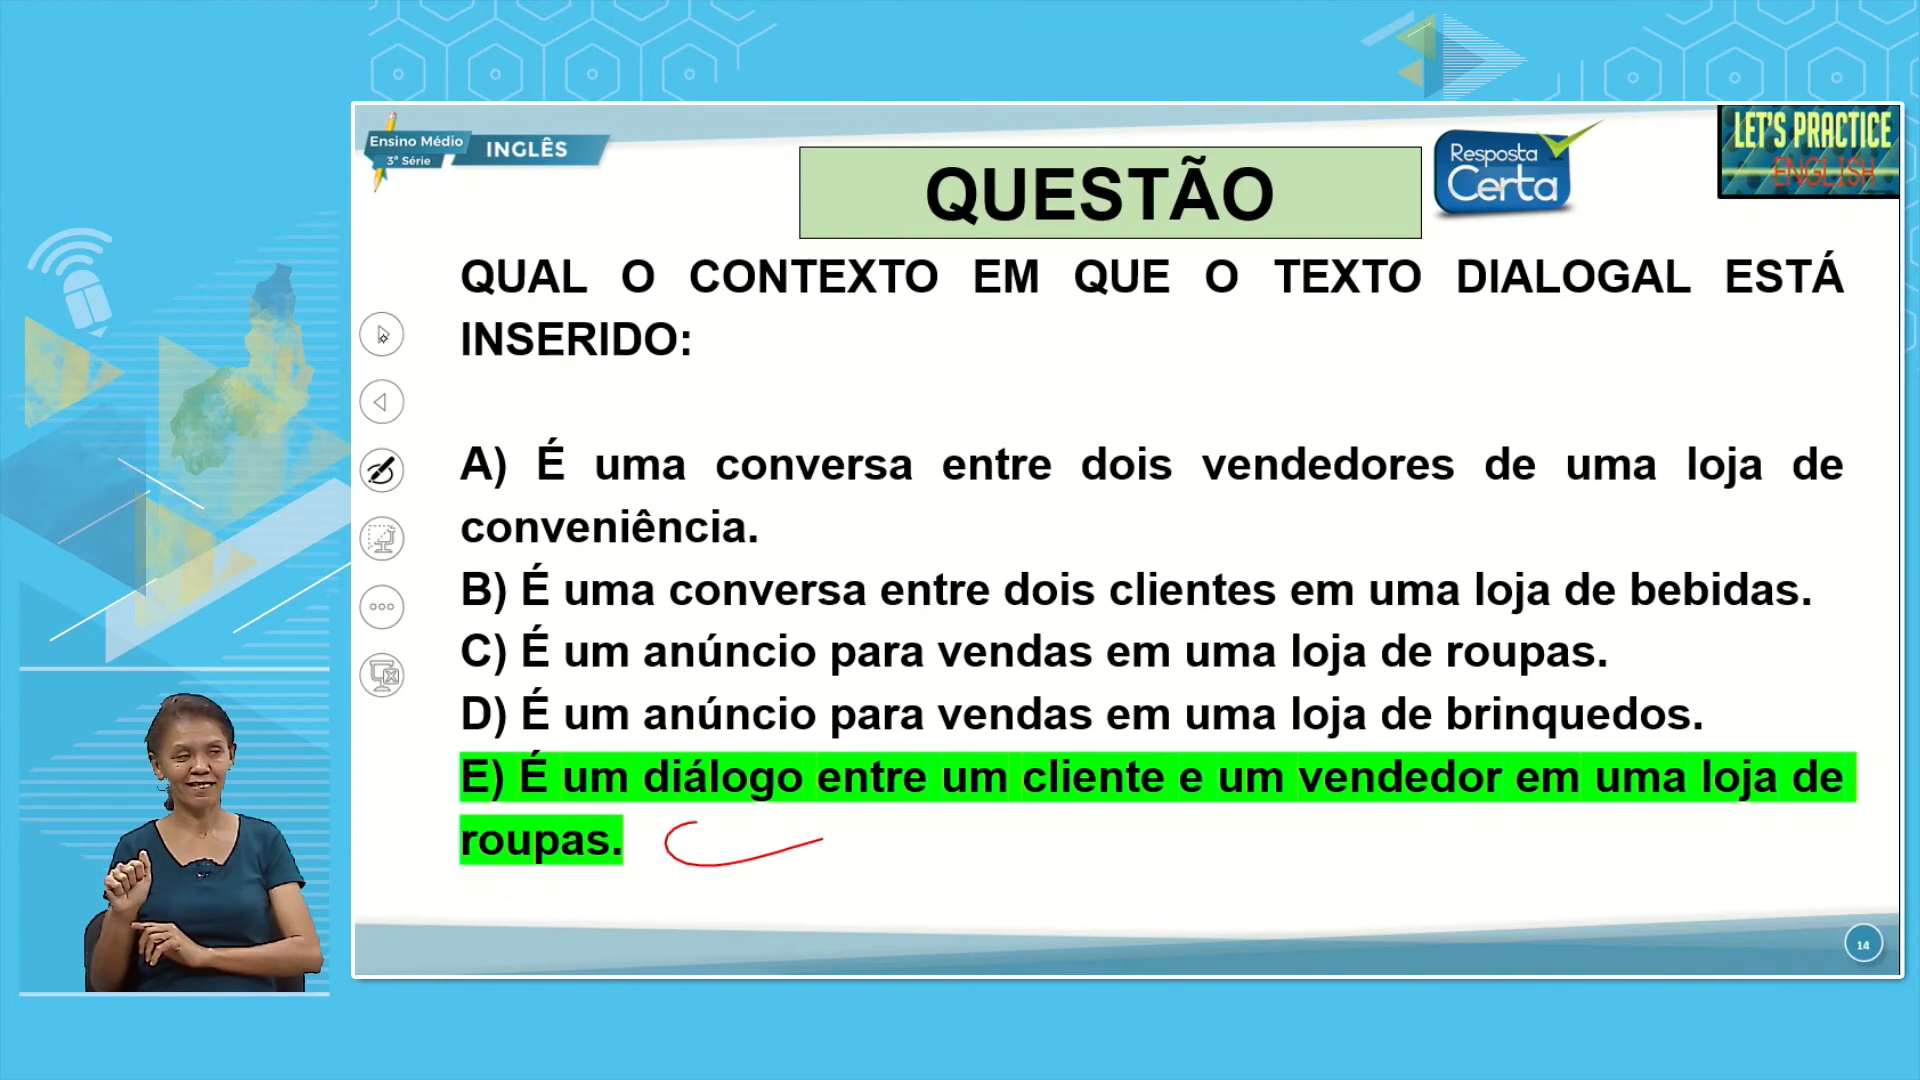 Ensino Médio
3ª Série
INGLÊS
QUESTÃO
Resposta
Certa
LET'S PRACTICE
ENGLISH
QUAL O CONTEXTO EM QUE O TEXTO DIALOGAL ESTÁ
INSERIDO:
A) É uma conversa entre dois vendedores de uma loja de
conveniência.
B) É uma conversa entre dois clientes em uma loja de bebidas.
C) É um anúncio para vendas em uma loja de roupas.
D) É um anúncio para vendas em uma loja de brinquedos.
E) É um diálogo entre um cliente e um vendedor em uma loja de
roupas.
14